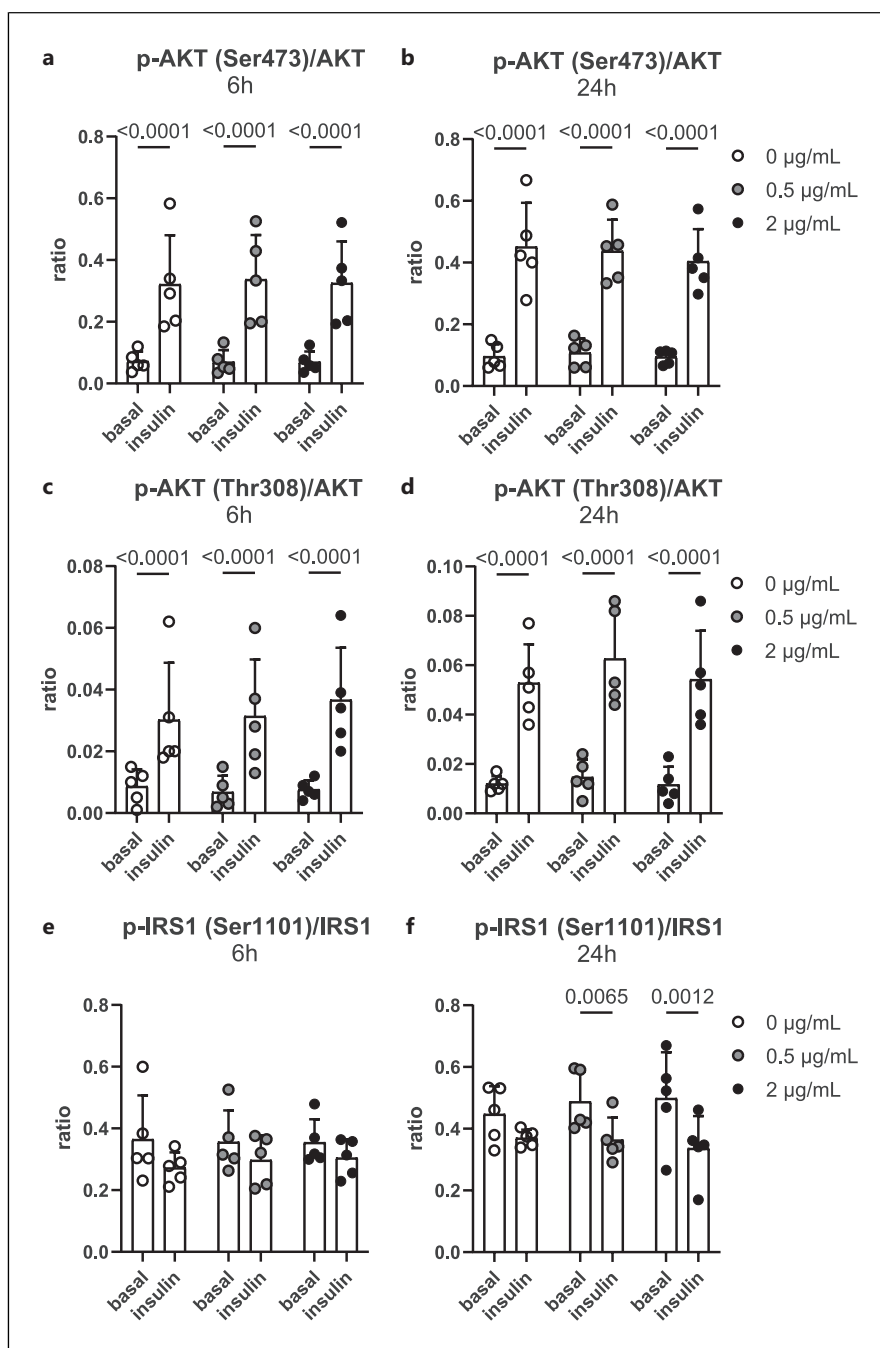 a p-AKT (Ser473)/AKT
6h
<0.0001 <0.0001 <0.0001
0.8
0.6
0.4
0.2
0.0
ratio
basal insulin basal insulin basal insulin
b p-AKT (Ser473)/AKT
24h
<0.0001 <0.0001 <0.0001
0.8
0.6
0.4
0.2
0.0
ratio
basal insulin basal insulin basal insulin
0 µg/mL
0.5 µg/mL
2 µg/mL
c p-AKT (Thr308)/AKT
6h
<0.0001 <0.0001 <0.0001
0.08
0.06
0.04
0.02
0.00
ratio
basal insulin basal insulin basal insulin
d p-AKT (Thr308)/AKT
24h
<0.0001 <0.0001 <0.0001
0.10
0.08
0.06
0.04
0.02
0.00
ratio
basal insulin basal insulin basal insulin
0 µg/mL
0.5 µg/mL
2 µg/mL
e p-IRS1 (Ser1101)/IRS1
6h
0.8
0.6
0.4
0.2
0.0
ratio
basal insulin basal insulin basal insulin
f p-IRS1 (Ser1101)/IRS1
24h
0.0065 0.0012
0.8
0.6
0.4
0.2
0.0
ratio
basal insulin basal insulin basal insulin
0 µg/mL
0.5 µg/mL
2 µg/mL